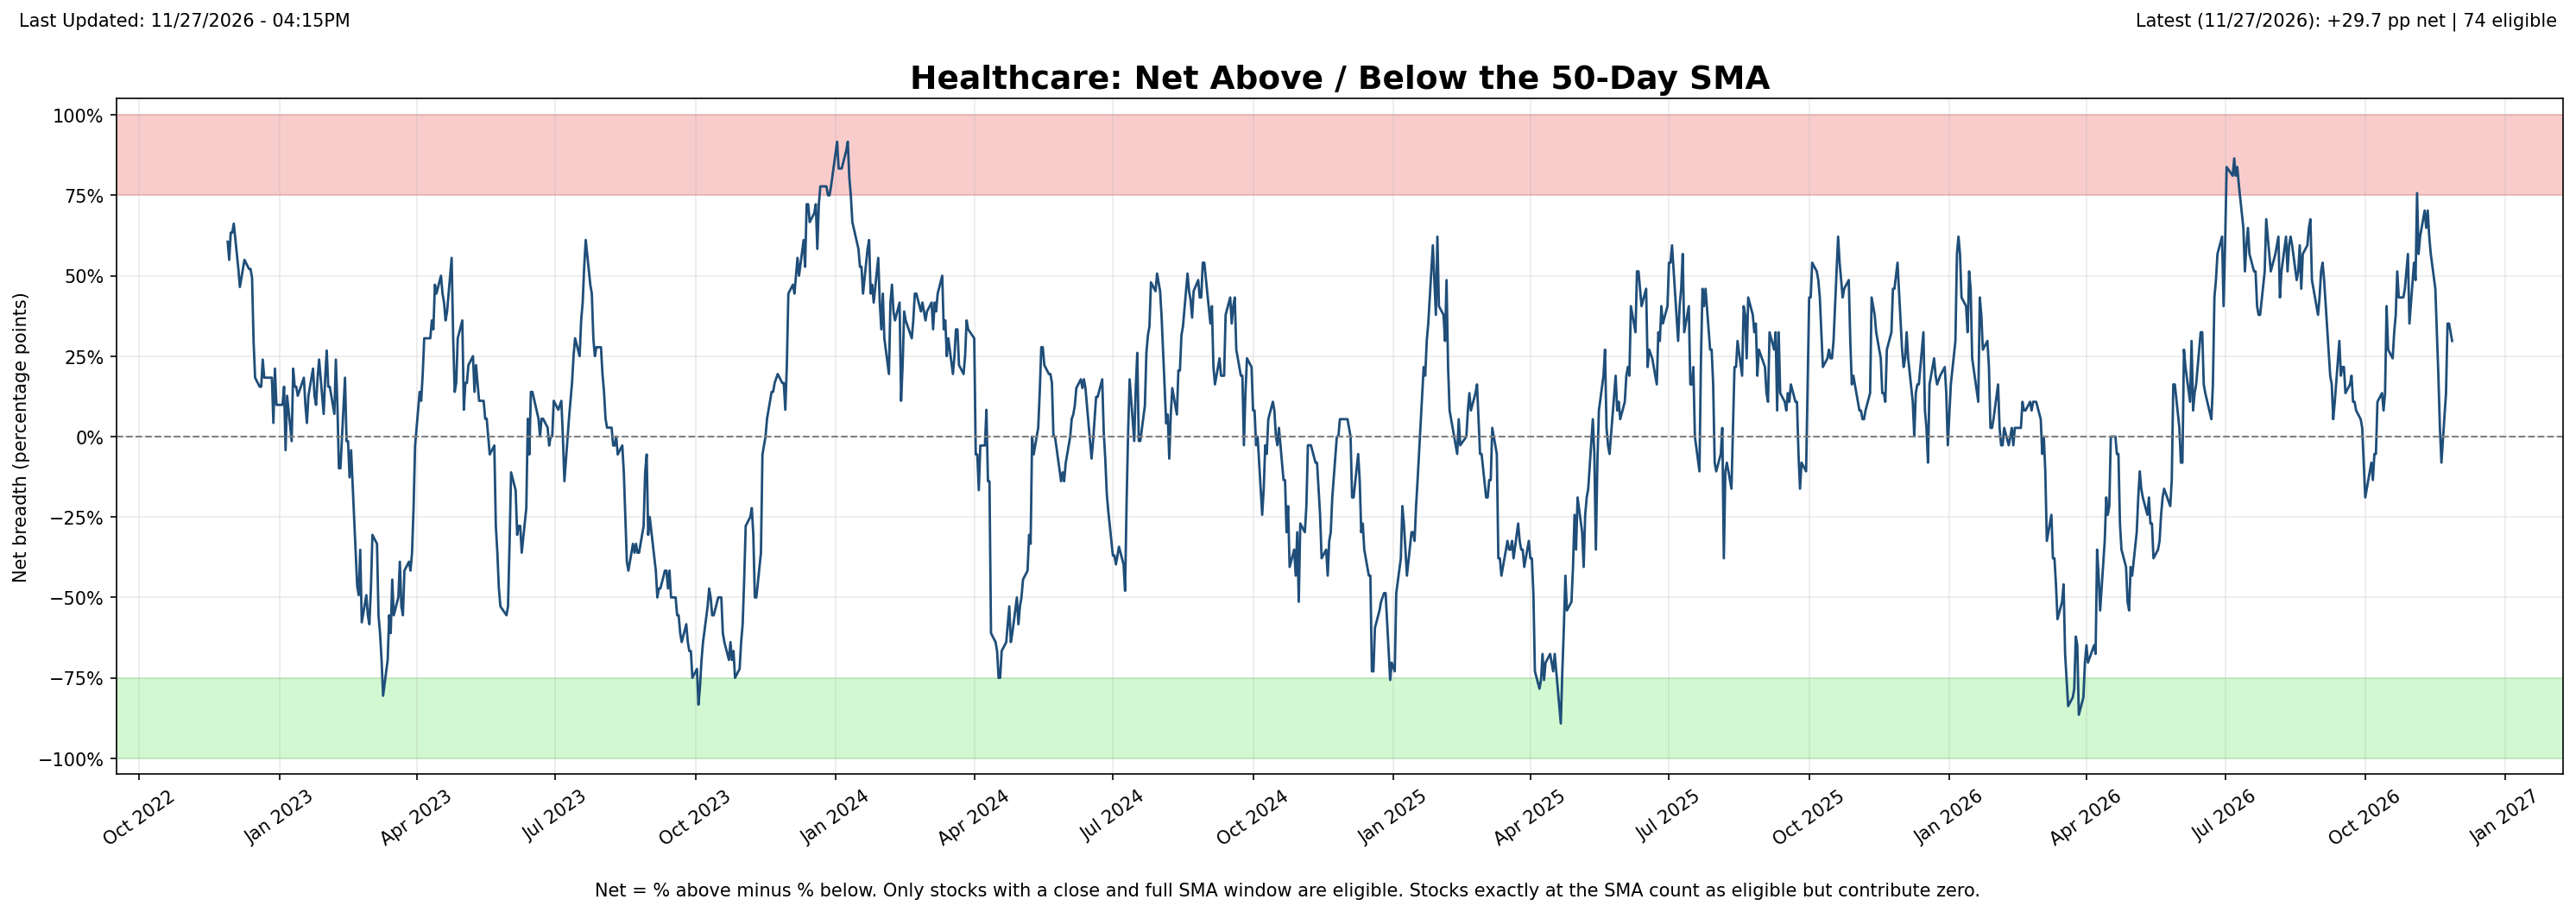 Last Updated: 11/27/2026 - 04:15PM
Latest (11/27/2026): +29.7 pp net | 74 eligible
Healthcare: Net Above / Below the 50-Day SMA
Net breadth (percentage points)
100%
75%
50%
25%
0%
−25%
−50%
−75%
−100%
Oct 2022
Jan 2023
Apr 2023
Jul 2023
Oct 2023
Jan 2024
Apr 2024
Jul 2024
Oct 2024
Jan 2025
Apr 2025
Jul 2025
Oct 2025
Jan 2026
Apr 2026
Jul 2026
Oct 2026
Jan 2027
Net = % above minus % below. Only stocks with a close and full SMA window are eligible. Stocks exactly at the SMA count as eligible but contribute zero.